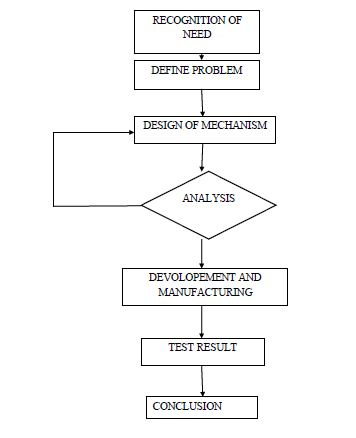 RECOGNITION OF
NEED
DEFINE PROBLEM
DESIGN OF MECHANISM
ANALYSIS
DEVOLOPEMENT AND
MANUFACTURING
TEST RESULT
CONCLUSION